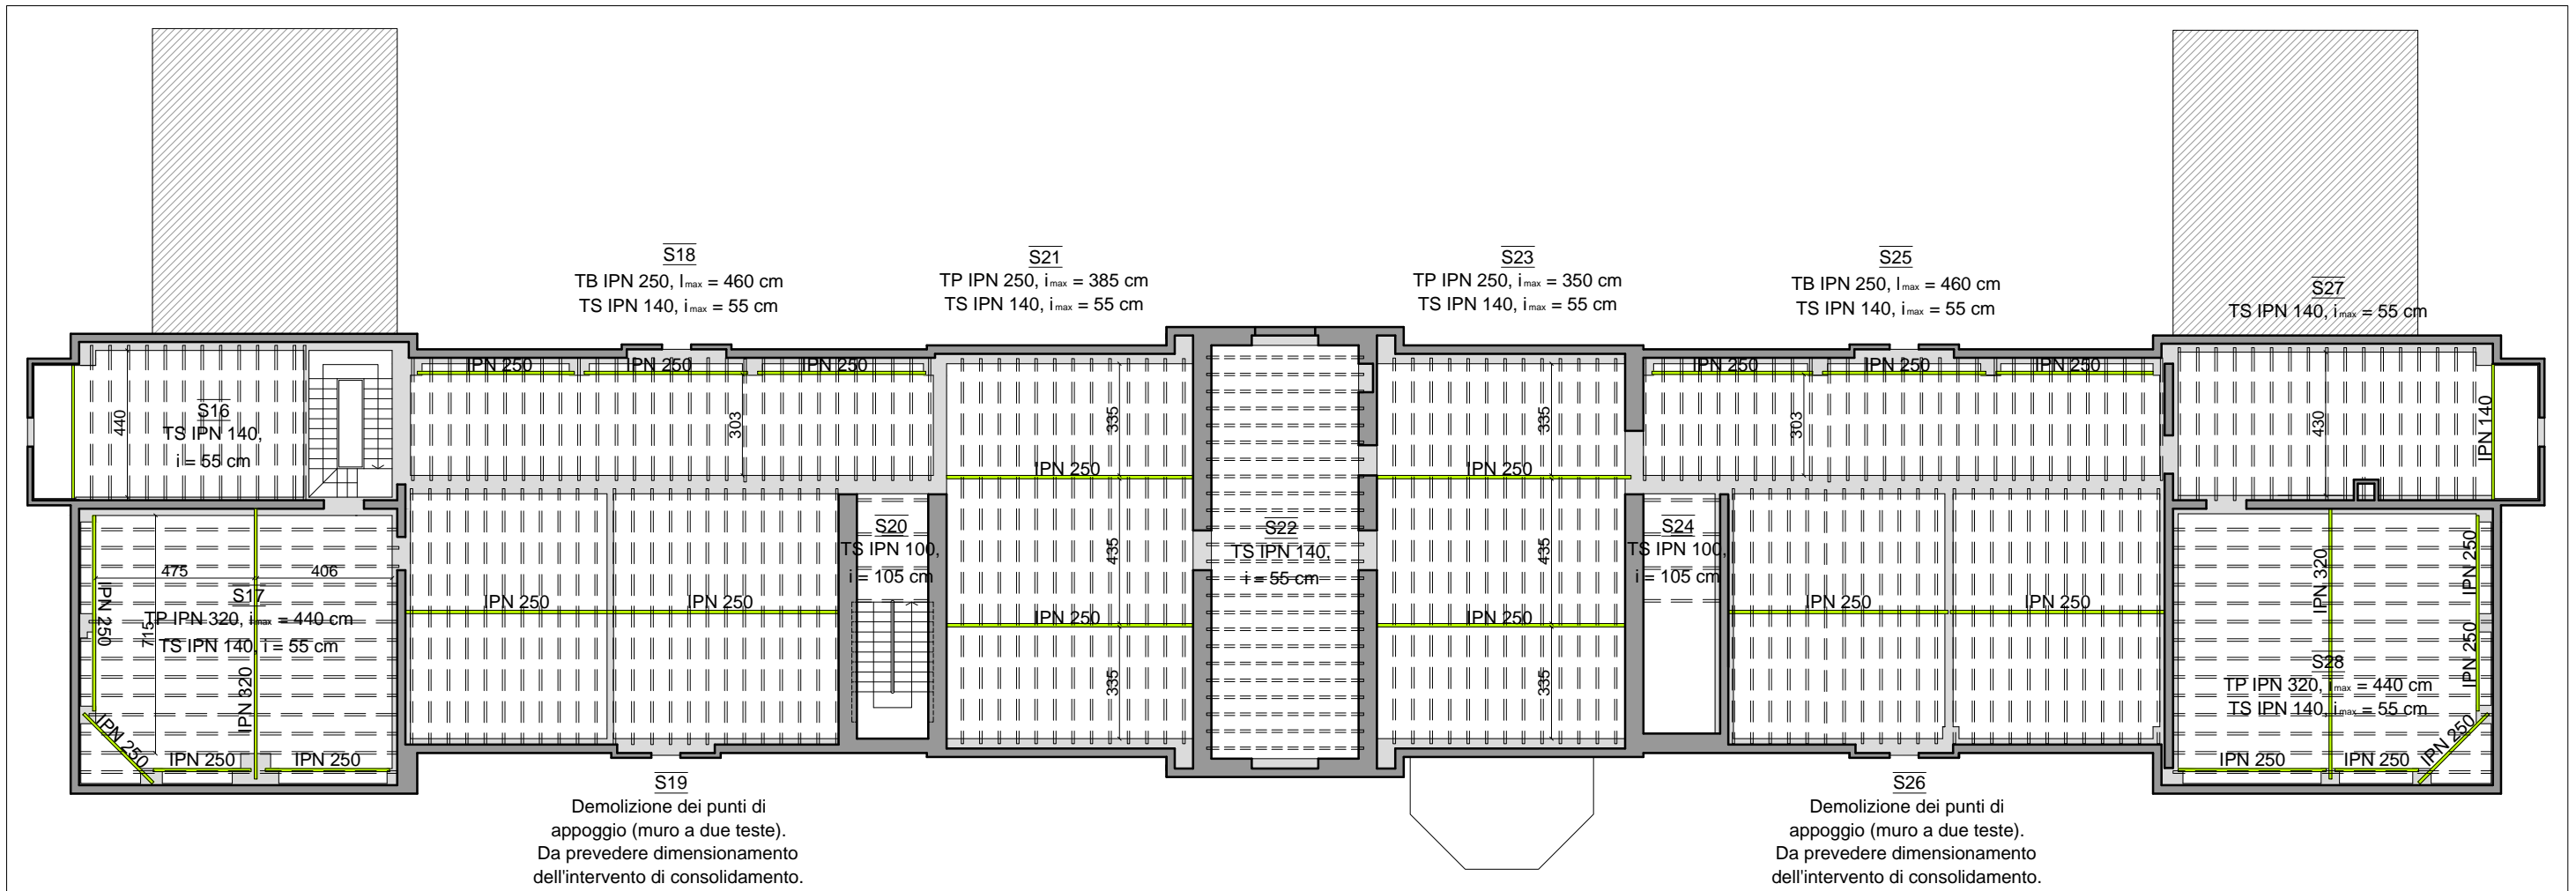 S18
TB IPN 250, lmax = 460 cm
TS IPN 140, imax = 55 cm
S21
TP IPN 250, imax = 385 cm
TS IPN 140, imax = 55 cm
S23
TP IPN 250, imax = 350 cm
TS IPN 140, imax = 55 cm
S25
TB IPN 250, lmax = 460 cm
TS IPN 140, imax = 55 cm
S27
TS IPN 140, imax = 55 cm
IPN 250
IPN 250
IPN 250
IPN 250
IPN 250
IPN 250
440
S16
TS IPN 140,
i = 55 cm
303
335
IPN 250
335
IPN 250
303
430
IPN 140
S20
TS IPN 100,
i = 105 cm
435
S22
TS IPN 140,
i = 55 cm
435
S24
TS IPN 100,
i = 105 cm
475
406
IPN 250
S17
TP IPN 320, imax = 440 cm
TS IPN 140, i = 55 cm
715
IPN 320
IPN 250
IPN 250
IPN 250
IPN 250
IPN 250
IPN 250
IPN 250
335
335
IPN 250
IPN 250
IPN 320
IPN 250
IPN 250
S28
TP IPN 320, imax = 440 cm
TS IPN 140, imax = 55 cm
IPN 250
IPN 250
IPN 250
S19
Demolizione dei punti di
appoggio (muro a due teste).
Da prevedere dimensionamento
dell'intervento di consolidamento.
S26
Demolizione dei punti di
appoggio (muro a due teste).
Da prevedere dimensionamento
dell'intervento di consolidamento.